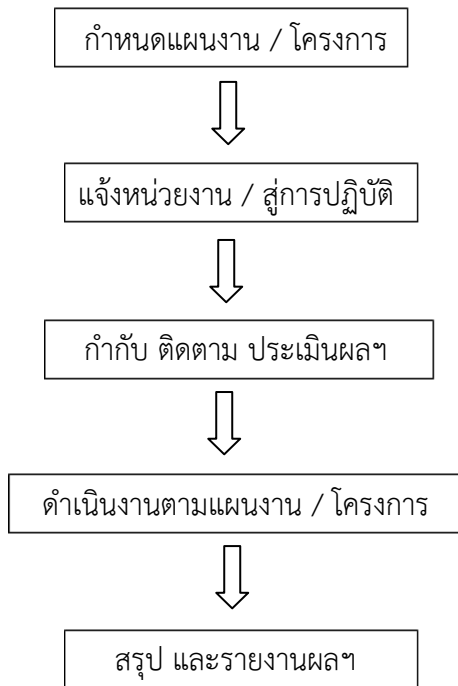 กำหนดแผนงาน / โครงการ
แจ้งหน่วยงาน / สู่การปฏิบัติ
กำกับ ติดตาม ประเมินผลฯ
ดำเนินงานตามแผนงาน / โครงการ
สรุป และรายงานผลฯ